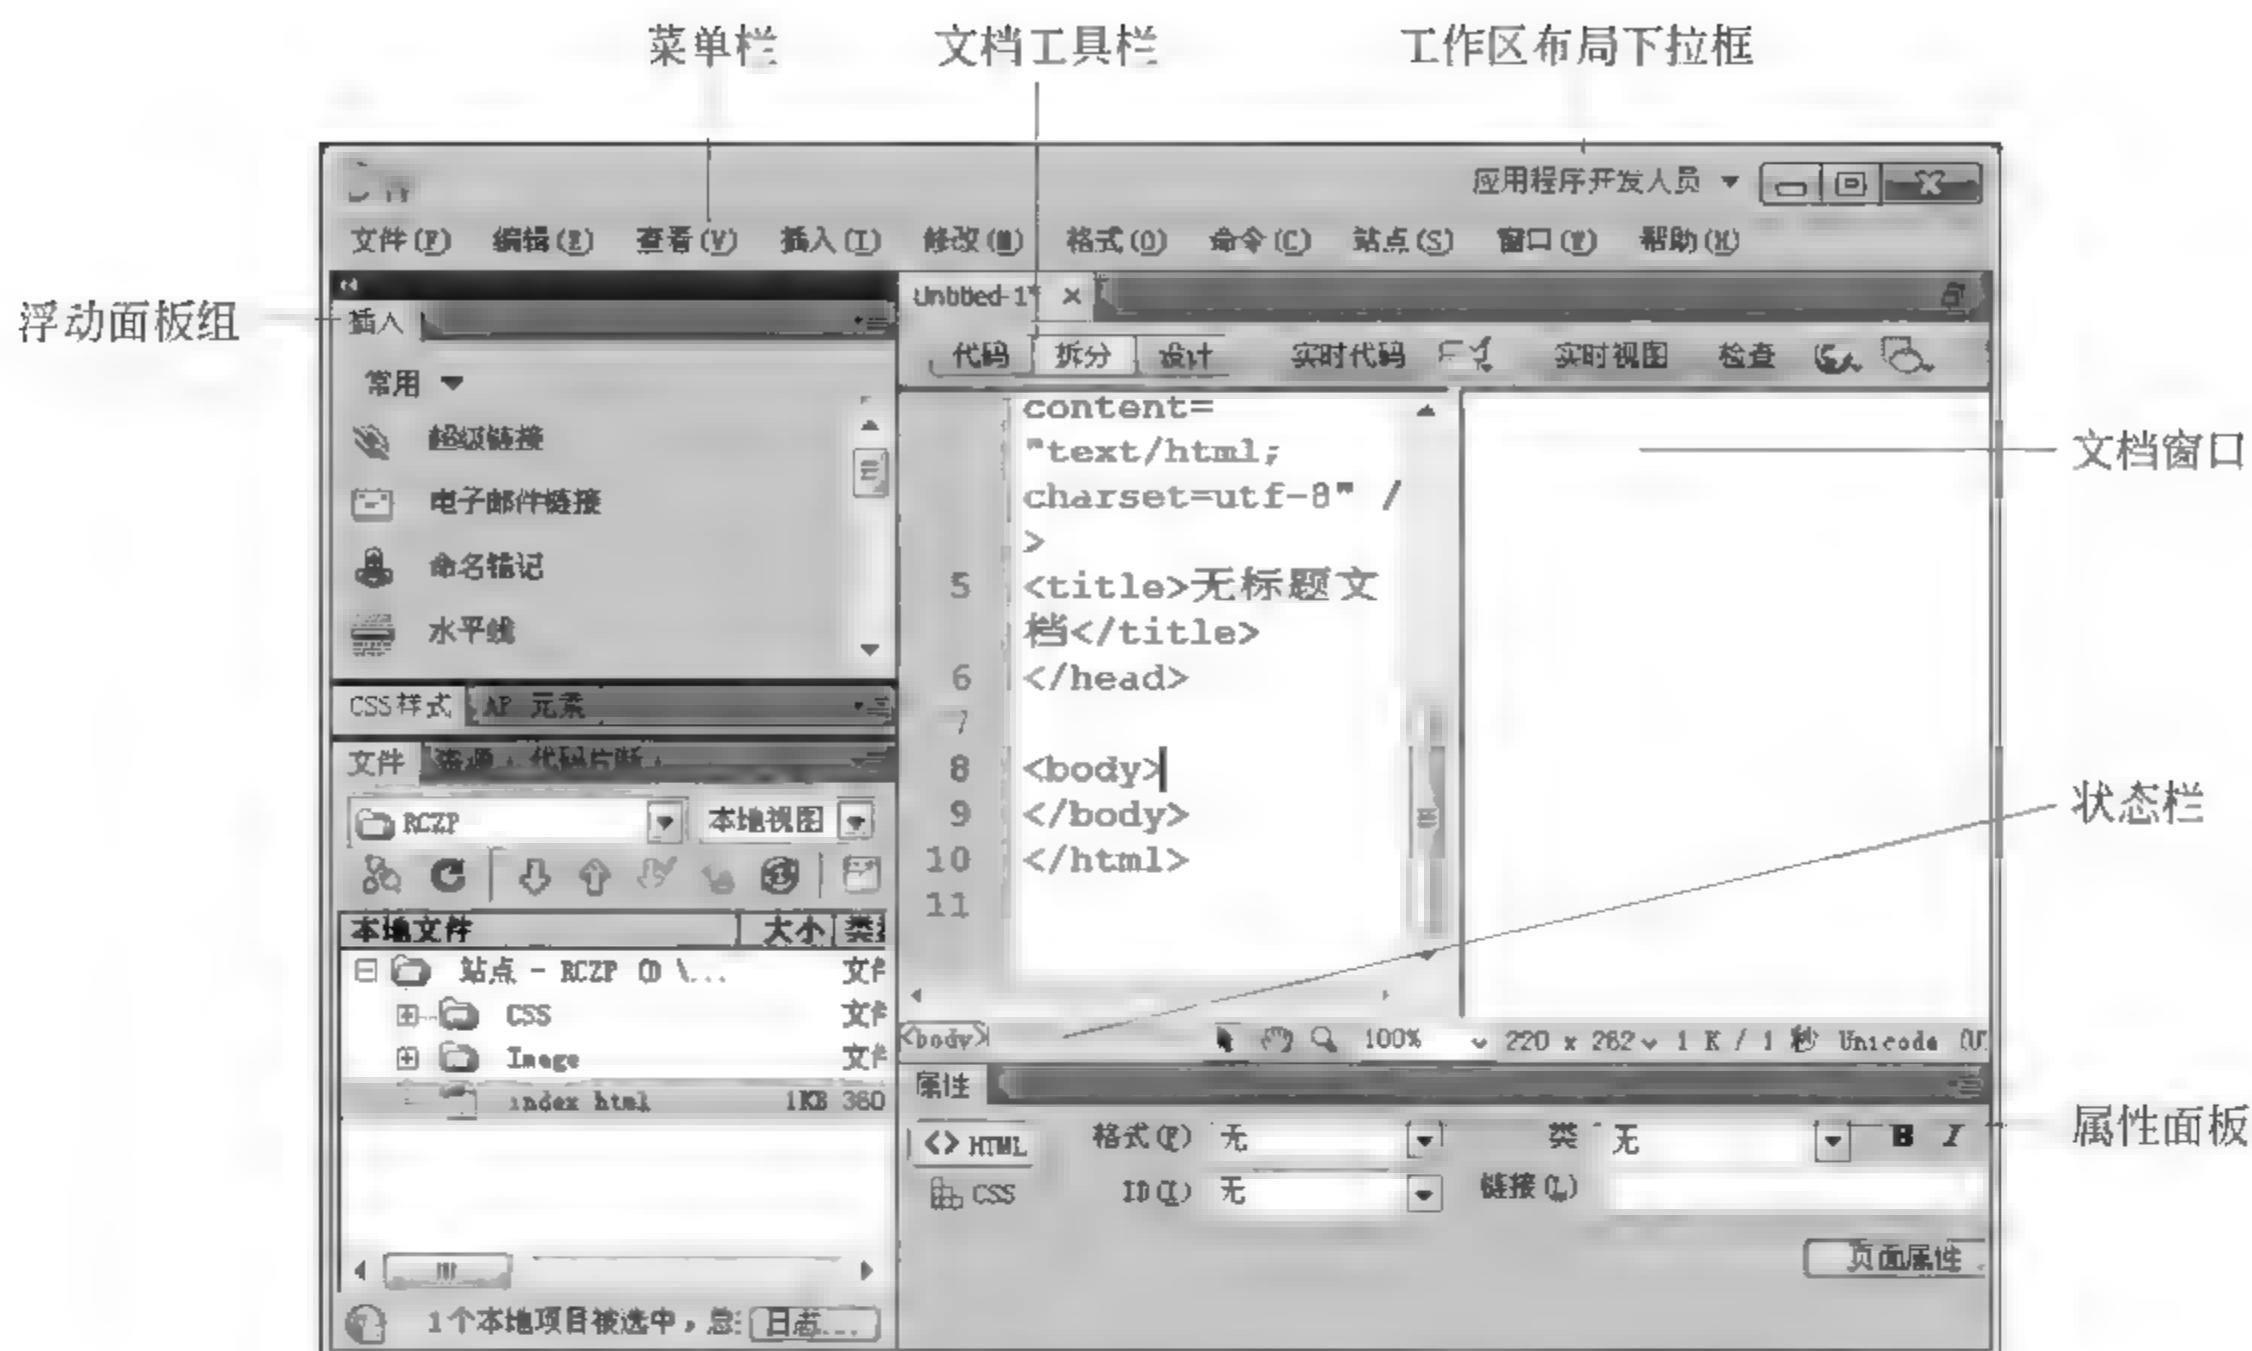 菜单栏 文档工具栏 工作区布局下拉框
应用程序开发人员
文件(F) 编辑(E) 查看(V) 插入(I) 修改(M) 格式(O) 命令(C) 站点(S) 窗口(W) 帮助(H)
浮动面板组
插入
常用
超级链接
电子邮件链接
命名锚记
水平线
CSS样式 AP 元素
文件 资源 代码片断
RCZP 本地视图
本地文件 大小
站点 - RCZP (D \...
CSS
Image
index html 1KB 360
1个本地项目被选中，总 日志...
Untitled-1* ×
代码 拆分 设计 实时代码 实时视图 检查
content=
"text/html;
charset=utf-8" /
>
5 <title>无标题文
档</title>
6 </head>
7
8 <body>
9 </body>
10 </html>
11
文档窗口
状态栏
<body> 100% 220 x 262 1 K / 1 秒 Unicode (U
属性
属性面板
<> HTML 格式(F) 无 类 无 B I
CSS ID(I) 无 链接(L)
页面属性